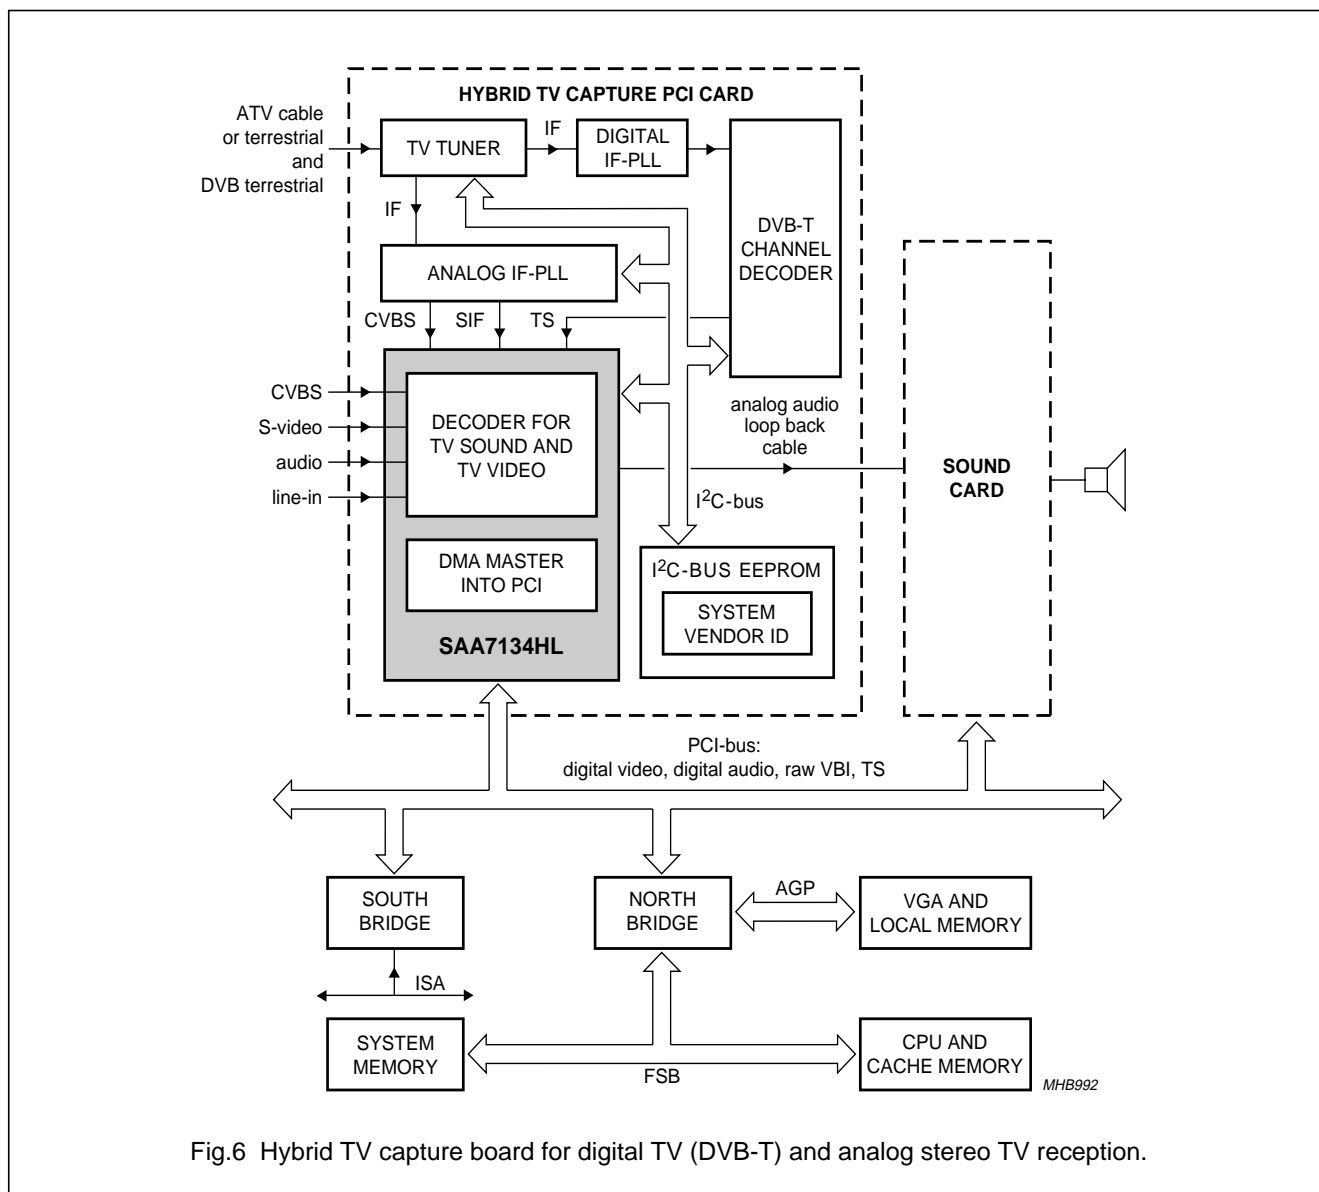 HYBRID TV CAPTURE PCI CARD
ATV cable
or terrestrial
and
DVB terrestrial
TV TUNER
IF
DIGITAL
IF-PLL
IF
DVB-T
CHANNEL
DECODER
ANALOG IF-PLL
CVBS
SIF
TS
CVBS
S-video
audio
line-in
DECODER FOR
TV SOUND AND
TV VIDEO
analog audio
loop back
cable
SOUND
CARD
I²C-bus
DMA MASTER
INTO PCI
SAA7134HL
I²C-BUS EEPROM
SYSTEM
VENDOR ID
PCI-bus:
digital video, digital audio, raw VBI, TS
SOUTH
BRIDGE
NORTH
BRIDGE
AGP
VGA AND
LOCAL MEMORY
ISA
SYSTEM
MEMORY
FSB
CPU AND
CACHE MEMORY
MHB992
Fig.6 Hybrid TV capture board for digital TV (DVB-T) and analog stereo TV reception.